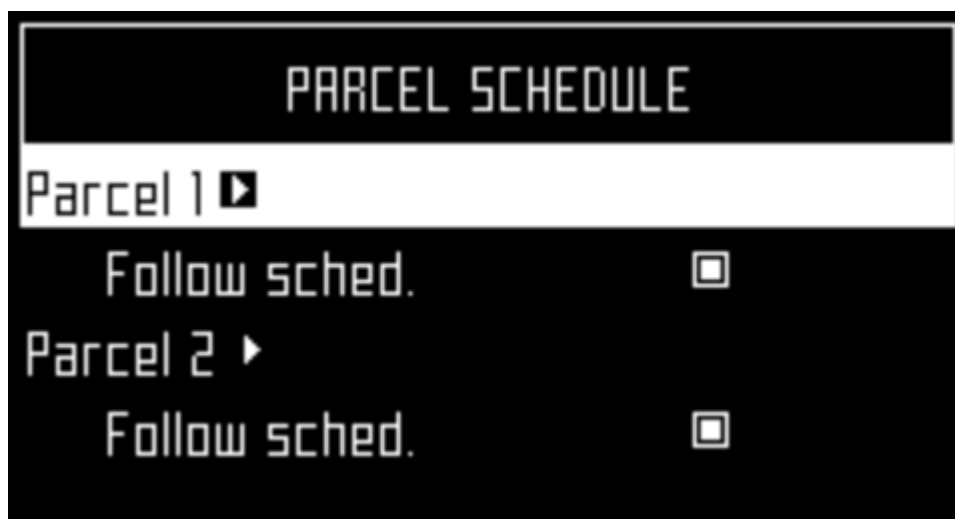 PARCEL SCHEDULE
Parcel 1
Follow sched.
Parcel 2
Follow sched.